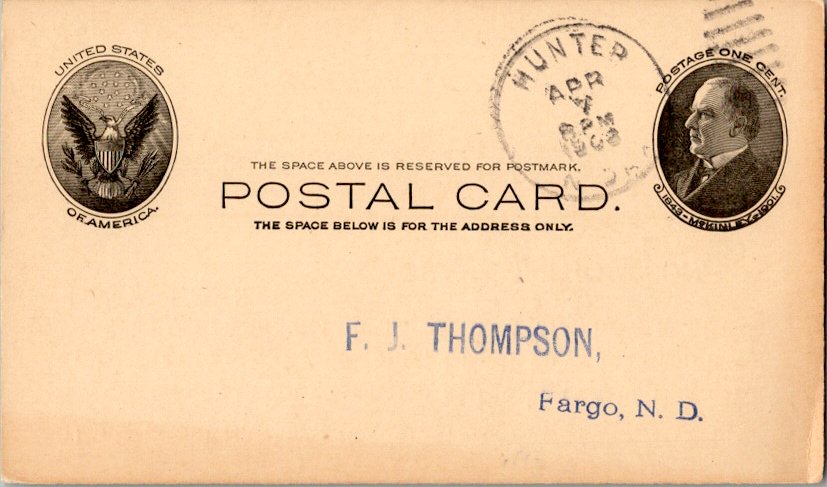 UNITED STATES
OF AMERICA.
HUNTER
APR
4
POSTAGE ONE CENT.
1843-McKINLEY-1901.
THE SPACE ABOVE IS RESERVED FOR POSTMARK.
POSTAL CARD.
THE SPACE BELOW IS FOR THE ADDRESS ONLY.
F. J. THOMPSON,
Fargo, N. D.